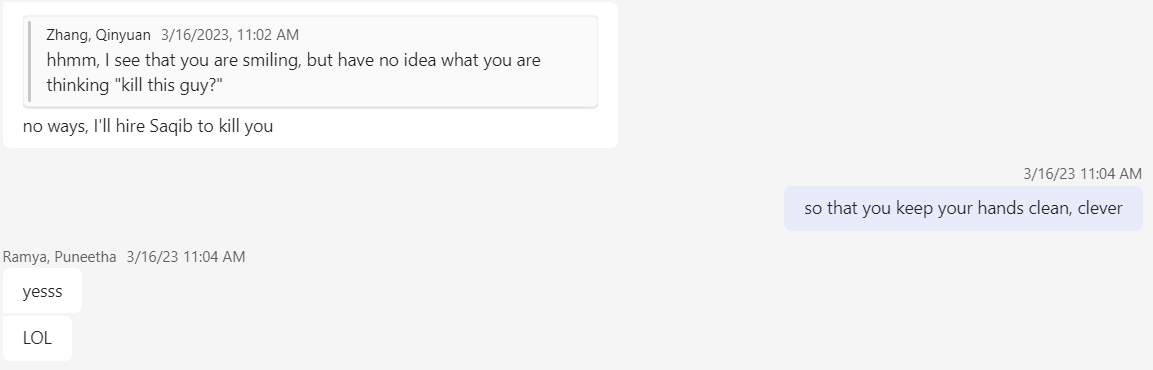 Zhang, Qinyuan 3/16/2023, 11:02 AM
hhmm, I see that you are smiling, but have no idea what you are
thinking "kill this guy?"
no ways, I'll hire Saqib to kill you
3/16/23 11:04 AM
so that you keep your hands clean, clever
Ramya, Puneetha 3/16/23 11:04 AM
yesss
LOL